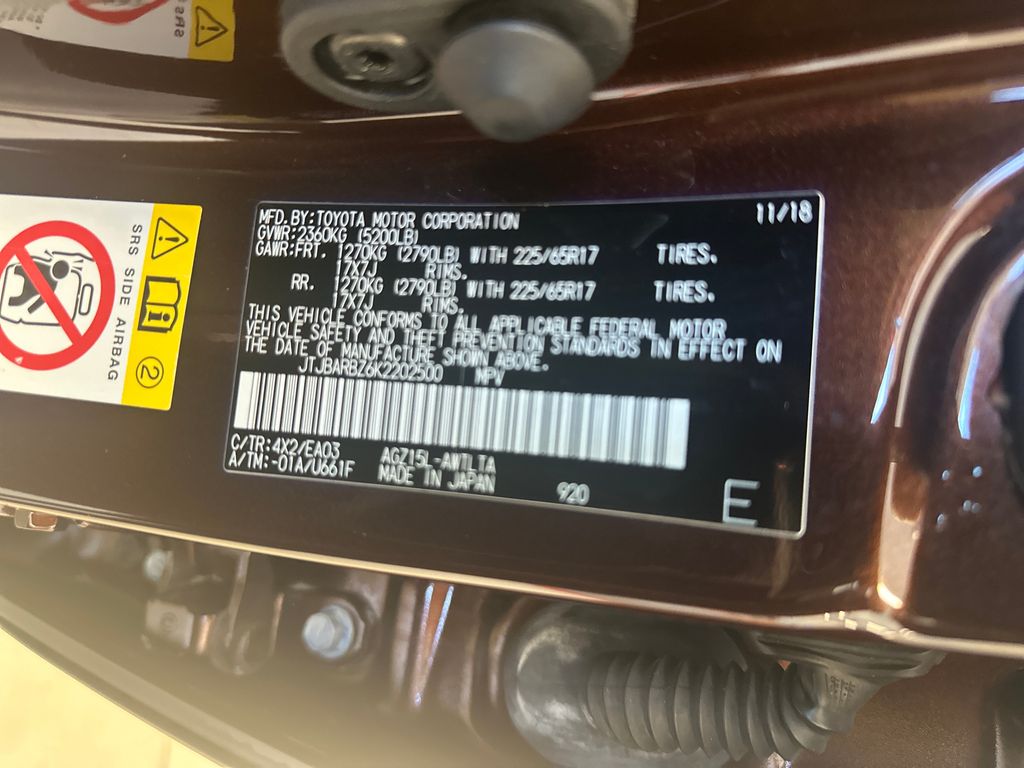 SRS
SRS SIDE AIRBAG
2
MFD. BY: TOYOTA MOTOR CORPORATION 11/18
GVWR: 2360KG (5200LB)
GAWR: FRT. 1270KG (2790LB) WITH 225/65R17 TIRES.
17X7J RIMS.
RR. 1270KG (2790LB) WITH 225/65R17 TIRES.
17X7J RIMS.
THIS VEHICLE CONFORMS TO ALL APPLICABLE FEDERAL MOTOR
VEHICLE SAFETY AND THEFT PREVENTION STANDARDS IN EFFECT ON
THE DATE OF MANUFACTURE SHOWN ABOVE.
JTJBARBZ6K2202500 MPV
C/TR: 4X2/EA03 AGZ15L-AWTLTA
A/TM: -01A/U661F MADE IN JAPAN 920
E